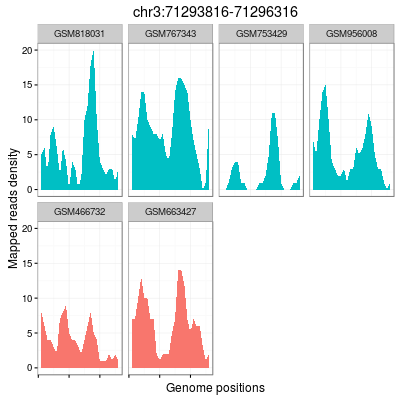 chr3:71293816-71296316
GSM818031 GSM767343 GSM753429 GSM956008
20
15
10
5
0
Mapped reads density
GSM466732 GSM663427
20
15
10
5
0
Genome positions